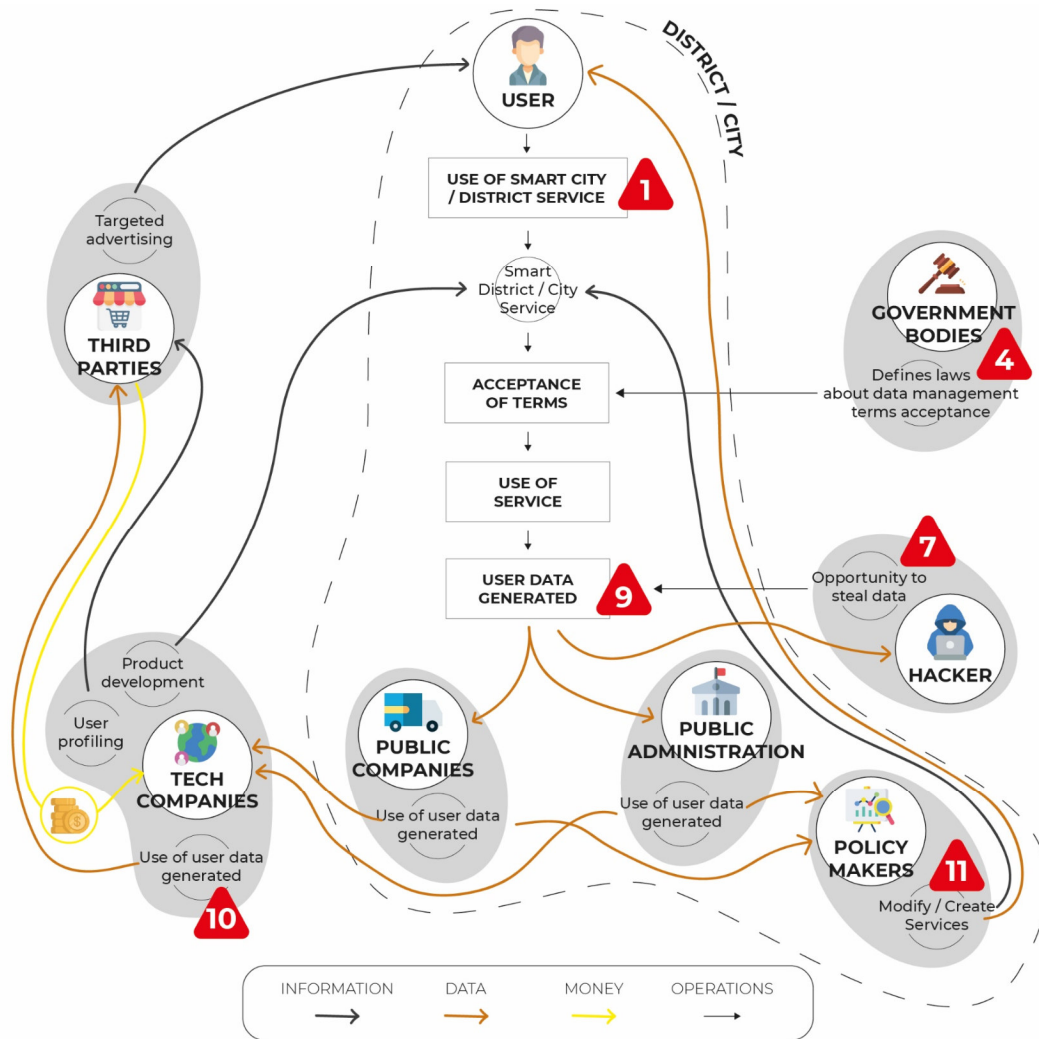 DISTRICT / CITY
USER
USE OF SMART CITY
/ DISTRICT SERVICE
1
Targeted
advertising
THIRD
PARTIES
Smart
District / City
Service
GOVERNMENT
BODIES
4
Defines laws
about data management
terms acceptance
ACCEPTANCE
OF TERMS
USE OF
SERVICE
USER DATA
GENERATED
9
7
Opportunity to
steal data
HACKER
Product
development
User
profiling
TECH
COMPANIES
Use of user data
generated
10
PUBLIC
COMPANIES
Use of user data
generated
PUBLIC
ADMINISTRATION
Use of user data
generated
POLICY
MAKERS
11
Modify / Create
Services
INFORMATION
DATA
MONEY
OPERATIONS